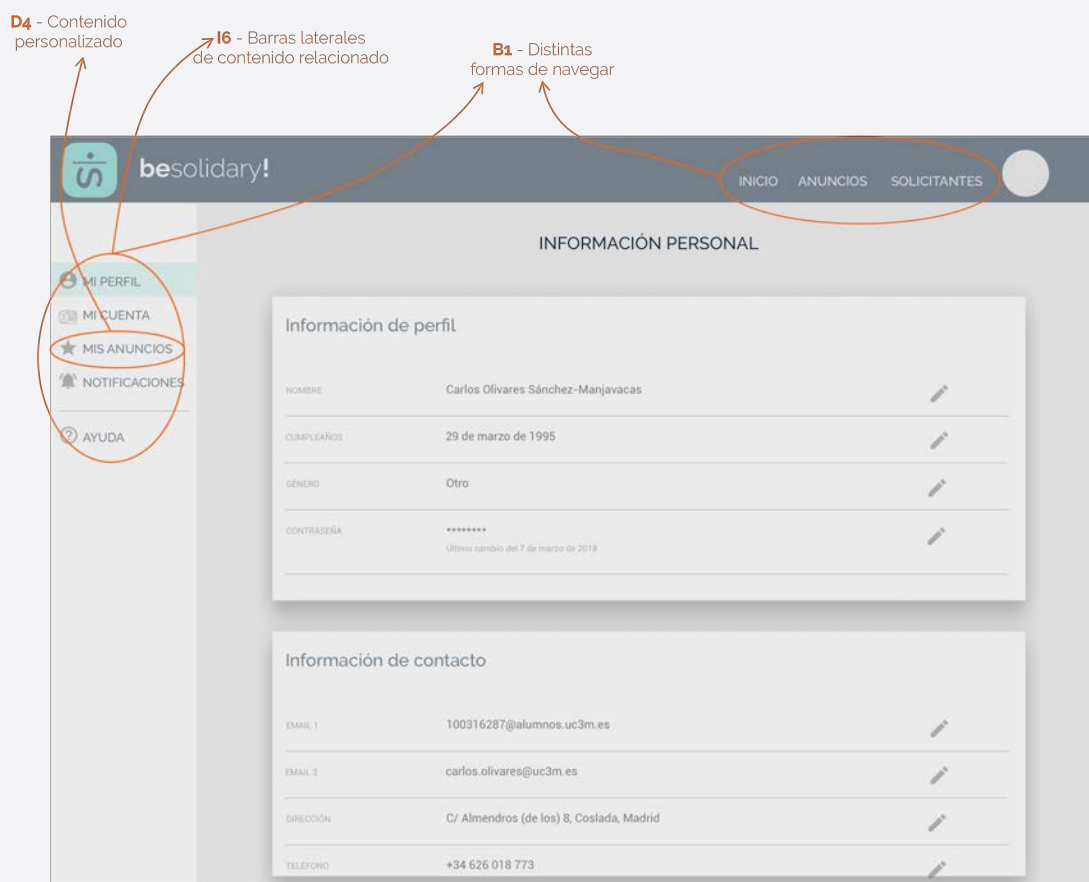 D4 - Contenido
personalizado
I6 - Barras laterales
de contenido relacionado
B1 - Distintas
formas de navegar
besolidary!
INICIO ANUNCIOS SOLICITANTES
INFORMACIÓN PERSONAL
MI PERFIL
MI CUENTA
MIS ANUNCIOS
NOTIFICACIONES
AYUDA
Información de perfil
NOMBRE Carlos Olivares Sánchez-Manjavacas
CUMPLEAÑOS 29 de marzo de 1995
GÉNERO Otro
CONTRASEÑA ••••••••
Último cambio del 7 de marzo de 2018
Información de contacto
EMAIL 1 100316287@alumnos.uc3m.es
EMAIL 2 carlos.olivares@uc3m.es
DIRECCIÓN C/ Almendros (de los) 8, Coslada, Madrid
TELÉFONO +34 626 018 773